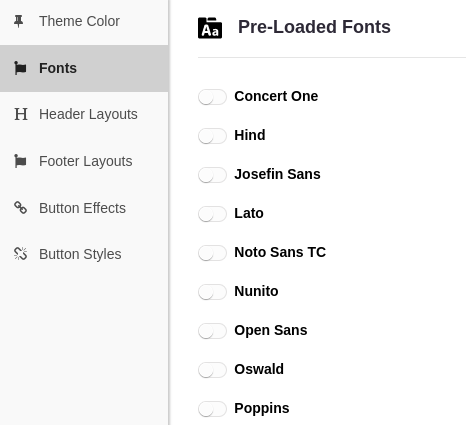 Theme Color
Fonts
Header Layouts
Footer Layouts
Button Effects
Button Styles
Pre-Loaded Fonts
Concert One
Hind
Josefin Sans
Lato
Noto Sans TC
Nunito
Open Sans
Oswald
Poppins